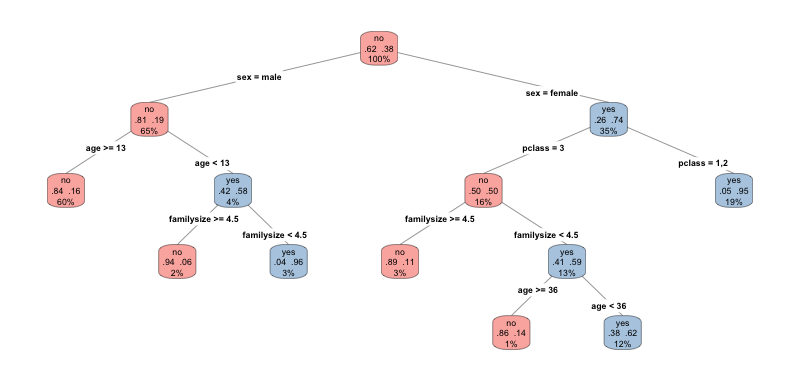 no
.62 .38
100%
sex = male
sex = female
no
.81 .19
65%
yes
.26 .74
35%
age >= 13
age < 13
pclass = 3
pclass = 1,2
no
.84 .16
60%
yes
.42 .58
4%
no
.50 .50
16%
yes
.05 .95
19%
familysize >= 4.5
familysize < 4.5
familysize >= 4.5
familysize < 4.5
no
.94 .06
2%
yes
.04 .96
3%
no
.89 .11
3%
yes
.41 .59
13%
age >= 36
age < 36
no
.86 .14
1%
yes
.38 .62
12%